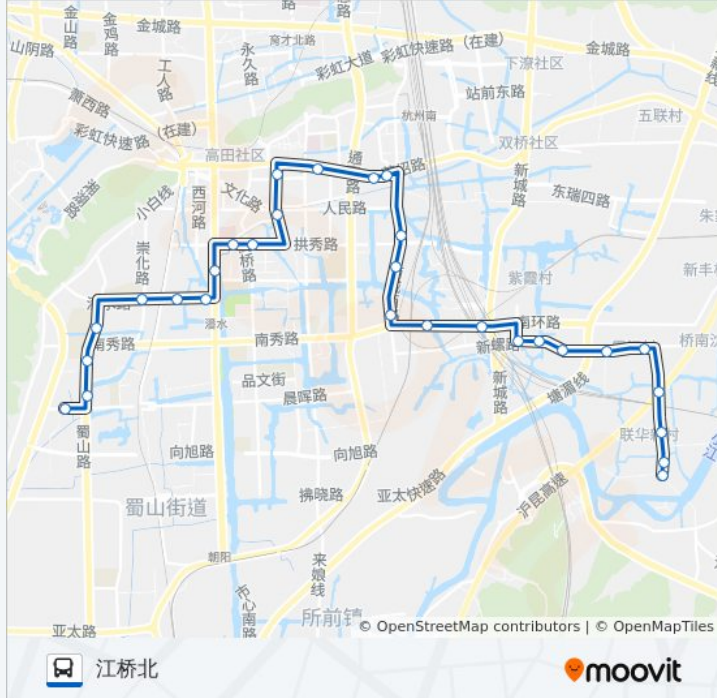 金山路
金鸡路
金城路
山阴路
育才北路
永久路
彩虹大道
彩虹快速路（在建）
金城路
下潦社区
工人路
萧西路
站前东路
杭州南
五联村
彩虹快速路（在建）
高田社区
双桥社区
新城路
小白线
西河路
文化路
人民路
东瑞四路
崇化路
拱秀路
紫霞村
新丰
南环路
湘水
南秀路
南秀路
新螺路
桥南
品文街
晨晖路
新城路
塘湄线
蜀山路
向旭路
向旭路
亚太快速路
沪昆高速
蜀山街道
拂晓路
朝阳
来娘线
市心南路
所前镇
© OpenStreetMap contributors | © OpenMapTiles
亚太路
江桥北
moovit